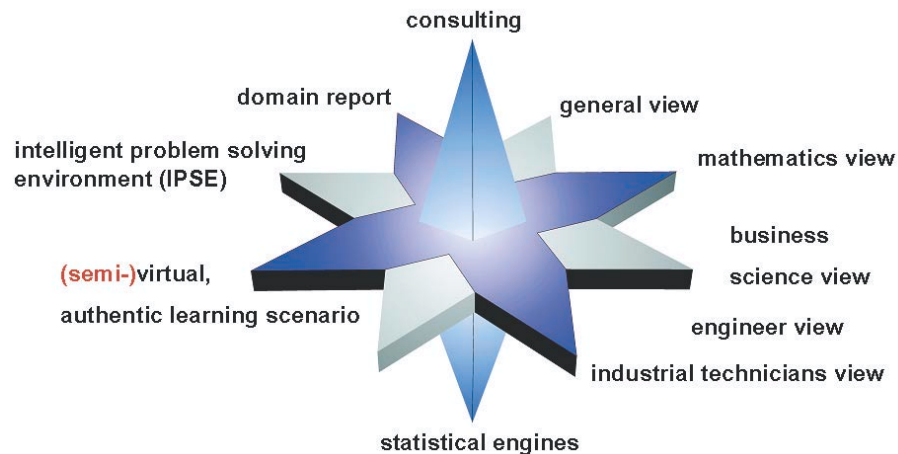 consulting
domain report
general view
intelligent problem solving
environment (IPSE)
mathematics view
business
science view
(semi-)virtual,
authentic learning scenario
engineer view
industrial technicians view
statistical engines